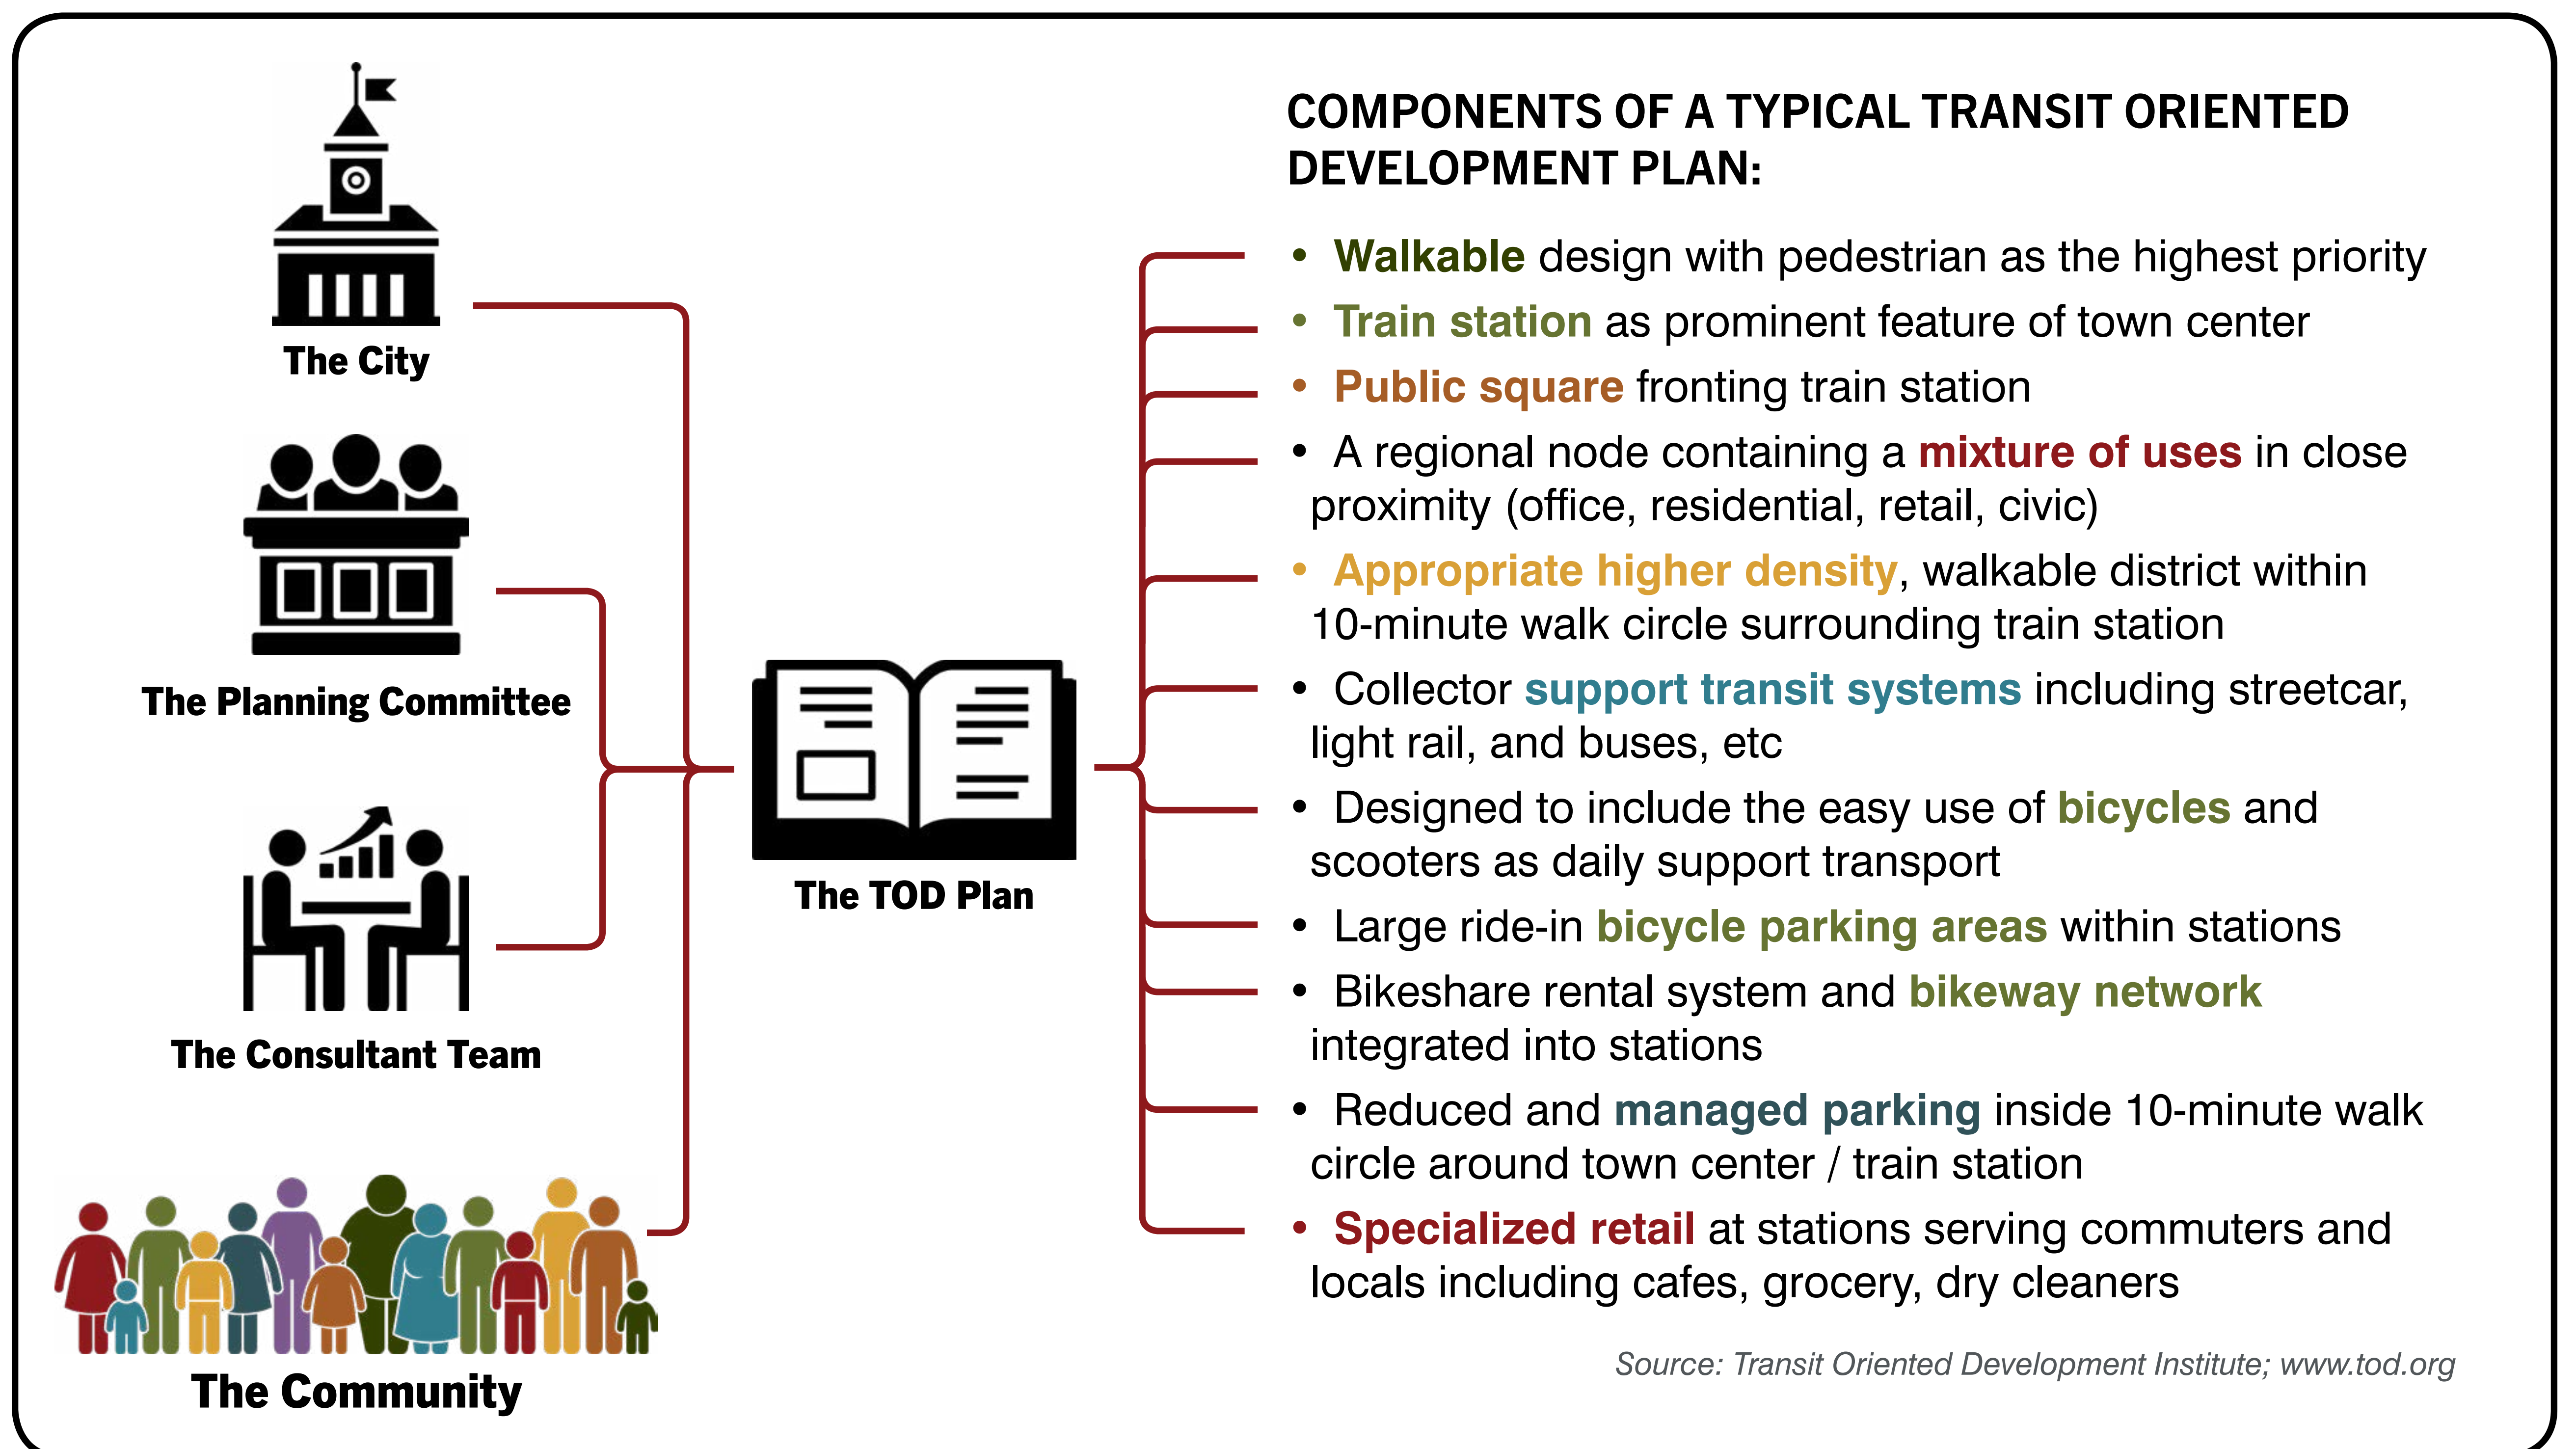 The City
The Planning Committee
The Consultant Team
The Community
The TOD Plan
COMPONENTS OF A TYPICAL TRANSIT ORIENTED
DEVELOPMENT PLAN:
• Walkable design with pedestrian as the highest priority
• Train station as prominent feature of town center
• Public square fronting train station
• A regional node containing a mixture of uses in close
proximity (office, residential, retail, civic)
• Appropriate higher density, walkable district within
10-minute walk circle surrounding train station
• Collector support transit systems including streetcar,
light rail, and buses, etc
• Designed to include the easy use of bicycles and
scooters as daily support transport
• Large ride-in bicycle parking areas within stations
• Bikeshare rental system and bikeway network
integrated into stations
• Reduced and managed parking inside 10-minute walk
circle around town center / train station
• Specialized retail at stations serving commuters and
locals including cafes, grocery, dry cleaners
Source: Transit Oriented Development Institute; www.tod.org